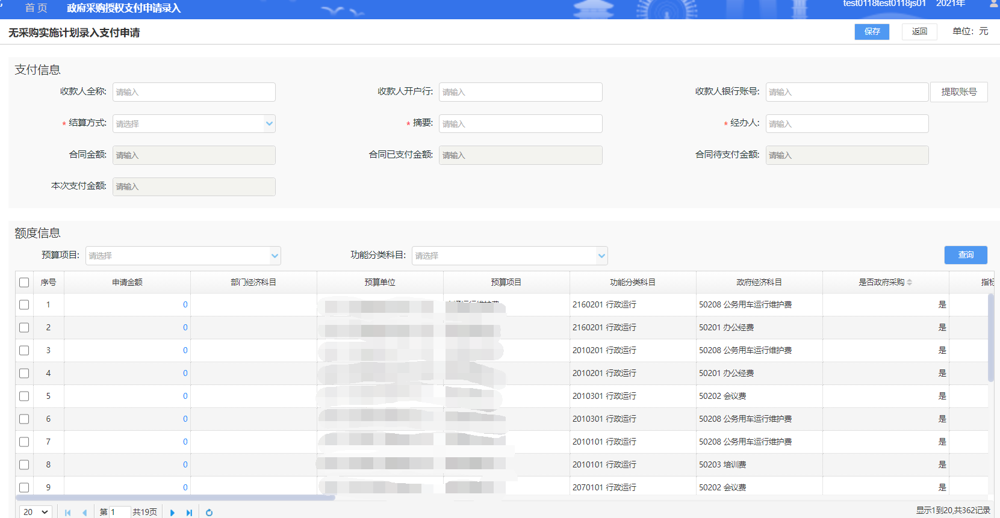 首页 政府采购授权支付申请录入 test0118test0118js01 2021年
无采购实施计划录入支付申请 保存 返回 单位：元
支付信息
收款人全称: 请输入 收款人开户行: 请输入 收款人银行账号: 请输入 提取账号
* 结算方式: 请选择 * 摘要: 请输入 * 经办人: 请输入
合同金额: 请输入 合同已支付金额: 请输入 合同待支付金额: 请输入
本次支付金额: 请输入
额度信息
预算项目: 请选择 功能分类科目: 请选择 查询
序号 申请金额 部门经济科目 预算单位 预算项目 功能分类科目 政府经济科目 是否政府采购 指标
1 0 2160201 行政运行 50208 公务用车运行维护费 是
2 0 2160201 行政运行 50201 办公经费 是
3 0 2010201 行政运行 50208 公务用车运行维护费 是
4 0 2010201 行政运行 50201 办公经费 是
5 0 2010301 行政运行 50202 会议费 是
6 0 2010301 行政运行 50208 公务用车运行维护费 是
7 0 2010101 行政运行 50208 公务用车运行维护费 是
8 0 2010101 行政运行 50203 培训费 是
9 0 2070101 行政运行 50202 会议费 是
20 第 1 共19页 显示1到20,共362记录